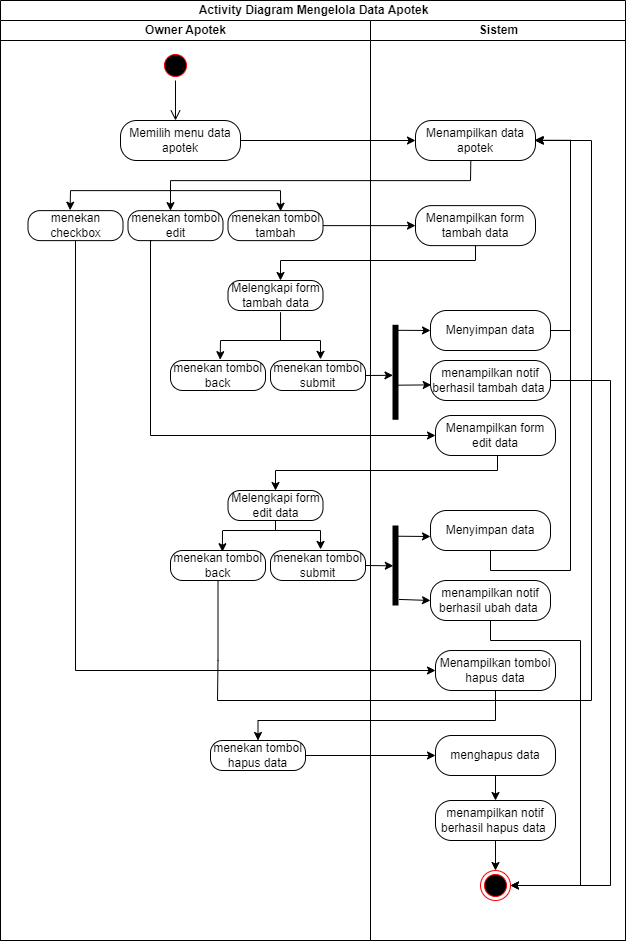 Activity Diagram Mengelola Data Apotek
Owner Apotek
Sistem
Memilih menu data
apotek
Menampilkan data
apotek
menekan
checkbox
menekan tombol
edit
menekan tombol
tambah
Menampilkan form
tambah data
Melengkapi form
tambah data
Menyimpan data
menekan tombol
back
menekan tombol
submit
menampilkan notif
berhasil tambah data
Menampilkan form
edit data
Melengkapi form
edit data
Menyimpan data
menekan tombol
back
menekan tombol
submit
menampilkan notif
berhasil ubah data
Menampilkan tombol
hapus data
menekan tombol
hapus data
menghapus data
menampilkan notif
berhasil hapus data